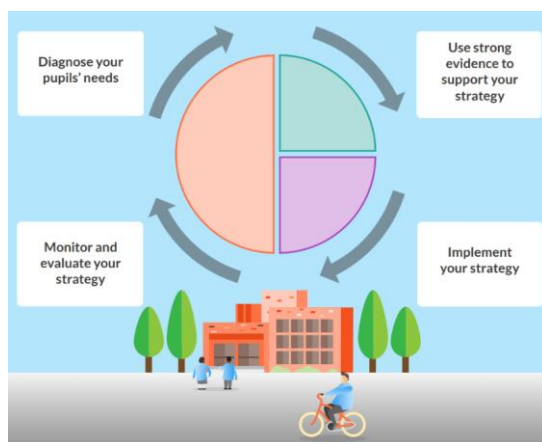 Diagnose your
pupils' needs
Use strong
evidence to
support your
strategy
Monitor and
evaluate your
strategy
Implement
your strategy